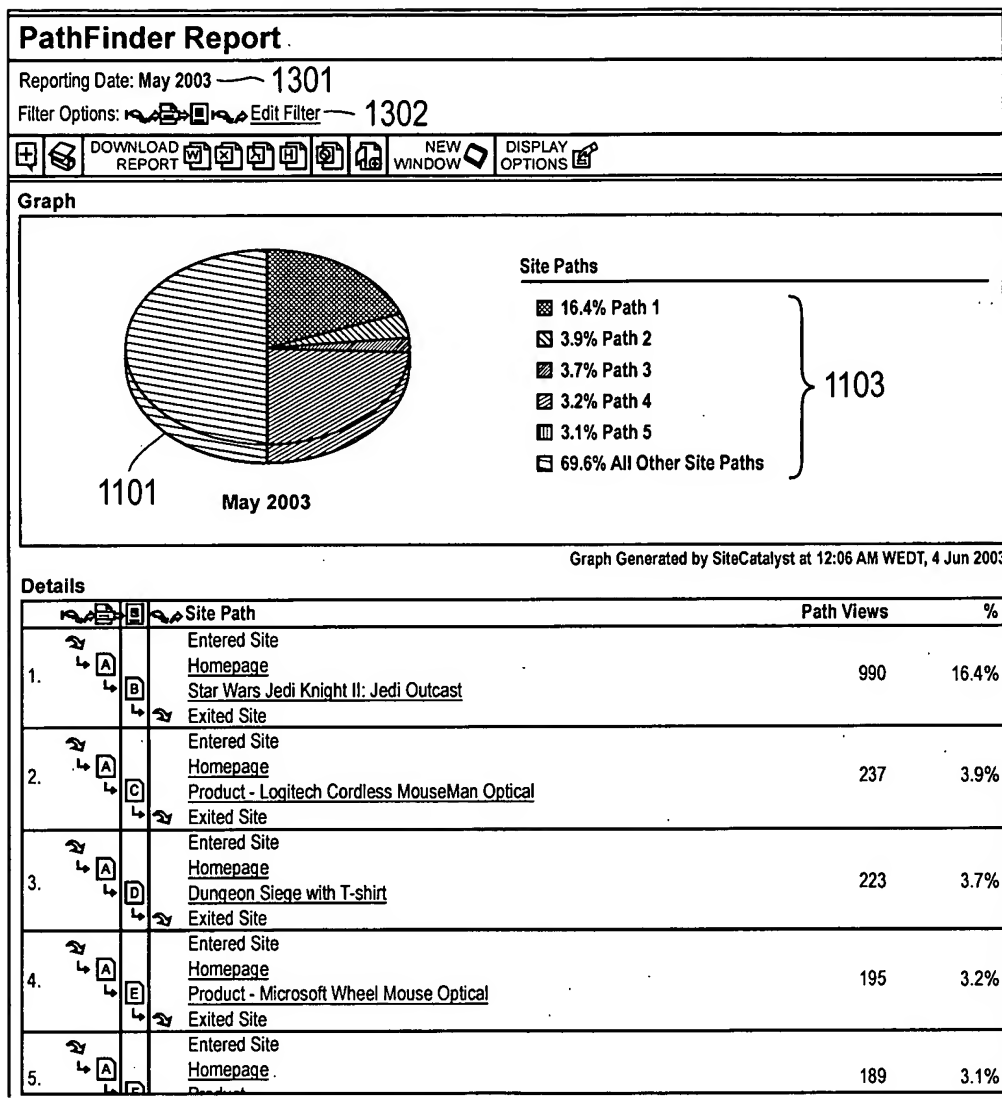 PathFinder Report
Reporting Date: May 2003 1301
Filter Options: Edit Filter 1302
DOWNLOAD REPORT W X H NEW WINDOW DISPLAY OPTIONS
Graph
Site Paths
16.4% Path 1
3.9% Path 2
3.7% Path 3
3.2% Path 4
3.1% Path 5
69.6% All Other Site Paths
1103
1101
May 2003
Graph Generated by SiteCatalyst at 12:06 AM WEDT, 4 Jun 2003
Details
Site Path Path Views %
Entered Site
1. A Homepage 990 16.4%
B Star Wars Jedi Knight II: Jedi Outcast
Exited Site
Entered Site
2. A Homepage 237 3.9%
C Product - Logitech Cordless MouseMan Optical
Exited Site
Entered Site
3. A Homepage 223 3.7%
D Dungeon Siege with T-shirt
Exited Site
Entered Site
4. A Homepage 195 3.2%
E Product - Microsoft Wheel Mouse Optical
Exited Site
Entered Site
5. A Homepage 189 3.1%